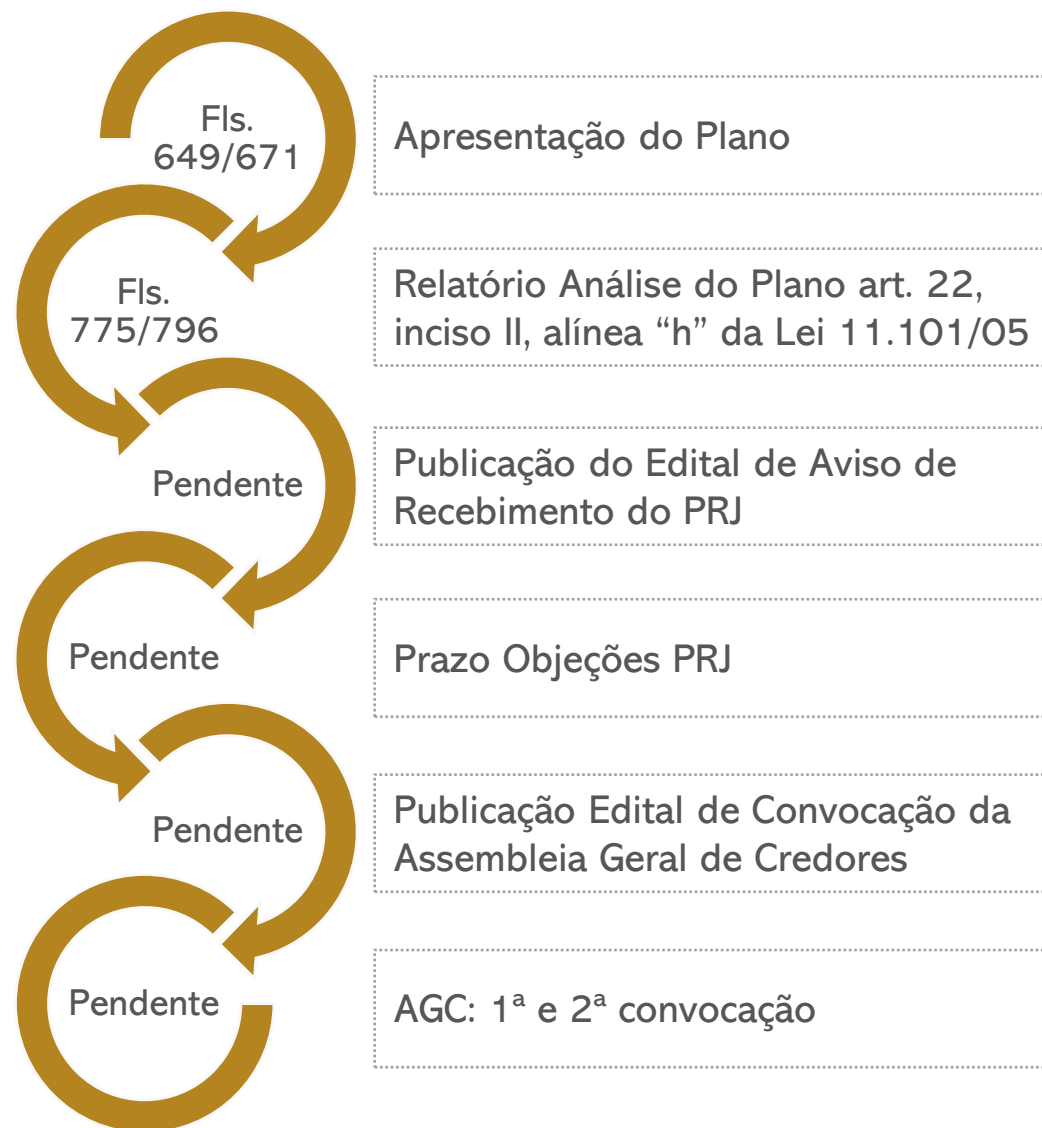 Fls.
649/671
Apresentação do Plano
Fls.
775/796
Relatório Análise do Plano art. 22,
inciso II, alínea “h” da Lei 11.101/05
Pendente
Publicação do Edital de Aviso de
Recebimento do PRJ
Pendente
Prazo Objeções PRJ
Pendente
Publicação Edital de Convocação da
Assembleia Geral de Credores
Pendente
AGC: 1ª e 2ª convocação